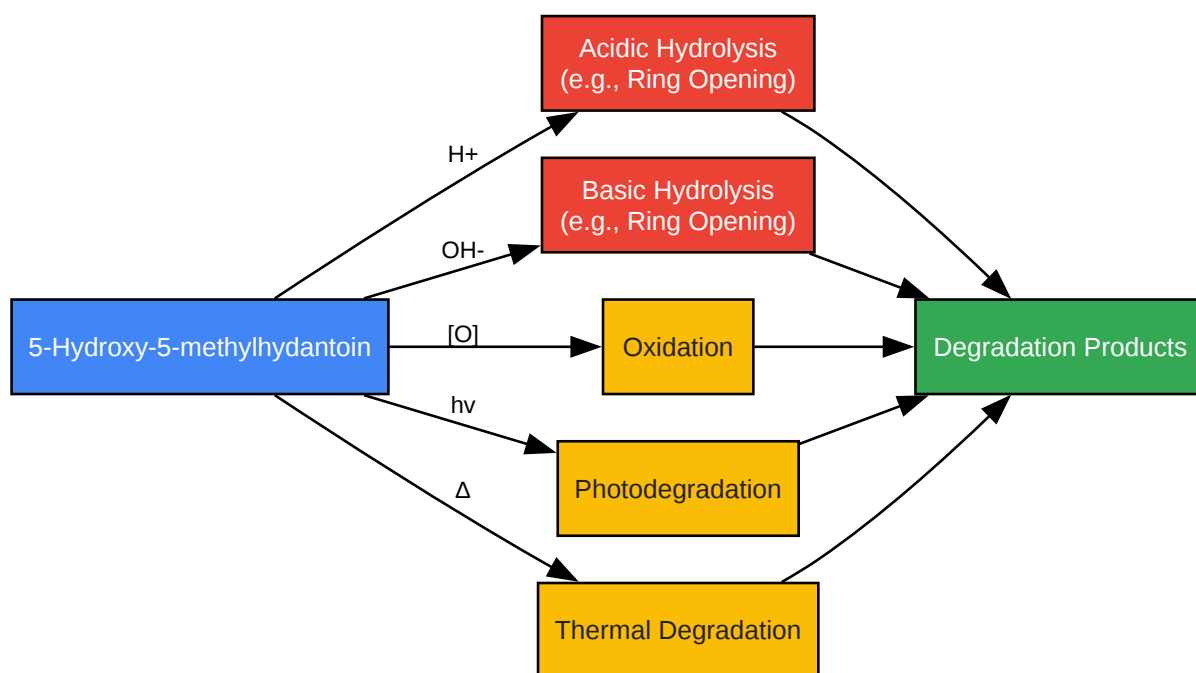 Acidic Hydrolysis
(e.g., Ring Opening)
H+
Basic Hydrolysis
(e.g., Ring Opening)
OH-
5-Hydroxy-5-methylhydantoin
[O]
Oxidation
Degradation Products
hv
Photodegradation
Δ
Thermal Degradation